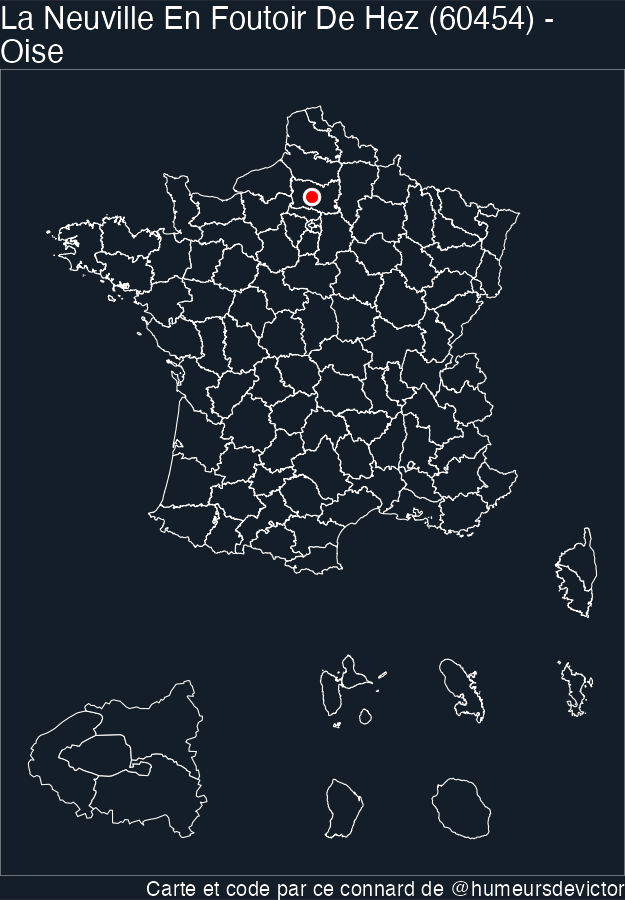 La Neuville En Foutoir De Hez (60454) -
Oise
Carte et code par ce connard de @humeursdevictor